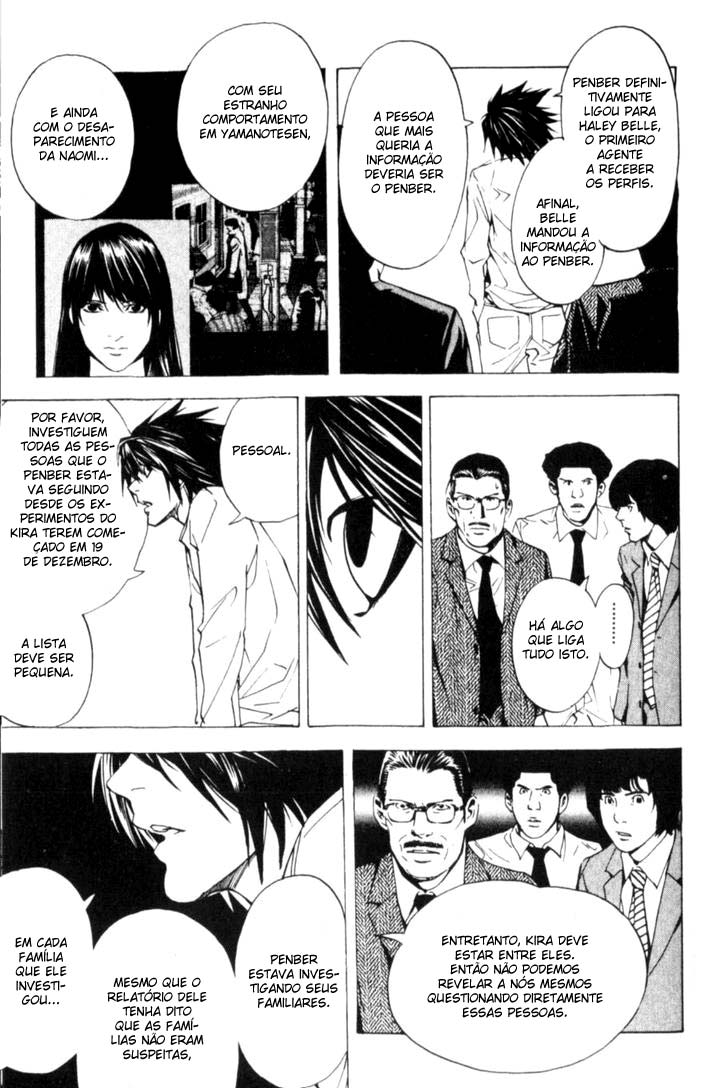 PENBER DEFINI-
TIVAMENTE
LIGOU PARA
HALEY BELLE,
O PRIMEIRO
AGENTE
A RECEBER
OS PERFIS.
AFINAL,
BELLE
MANDOU A
INFORMAÇÃO
AO PENBER.
A PESSOA
QUE MAIS
QUERIA A
INFORMAÇÃO
DEVERIA SER
O PENBER.
COM SEU
ESTRANHO
COMPORTAMENTO
EM YAMANOTESEN,
E AINDA
COM O DESA-
PARECIMENTO
DA NAOMI...
.........
HÁ ALGO
QUE LIGA
TUDO ISTO.
PESSOAL.
POR FAVOR,
INVESTIGUEM
TODAS AS PES-
SOAS QUE O
PENBER ESTA-
VA SEGUINDO
DESDE OS EX-
PERIMENTOS DO
KIRA TEREM COME-
ÇADO EM 19
DE DEZEMBRO.
A LISTA
DEVE SER
PEQUENA.
ENTRETANTO, KIRA DEVE
ESTAR ENTRE ELES.
ENTÃO NÃO PODEMOS
REVELAR A NÓS MESMOS
QUESTIONANDO DIRETAMENTE
ESSAS PESSOAS.
PENBER
ESTAVA INVES-
TIGANDO SEUS
FAMILIARES.
MESMO QUE O
RELATÓRIO DELE
TENHA DITO
QUE AS FAMÍ-
LIAS NÃO ERAM
SUSPEITAS,
EM CADA
FAMÍLIA
QUE ELE
INVESTI-
GOU...